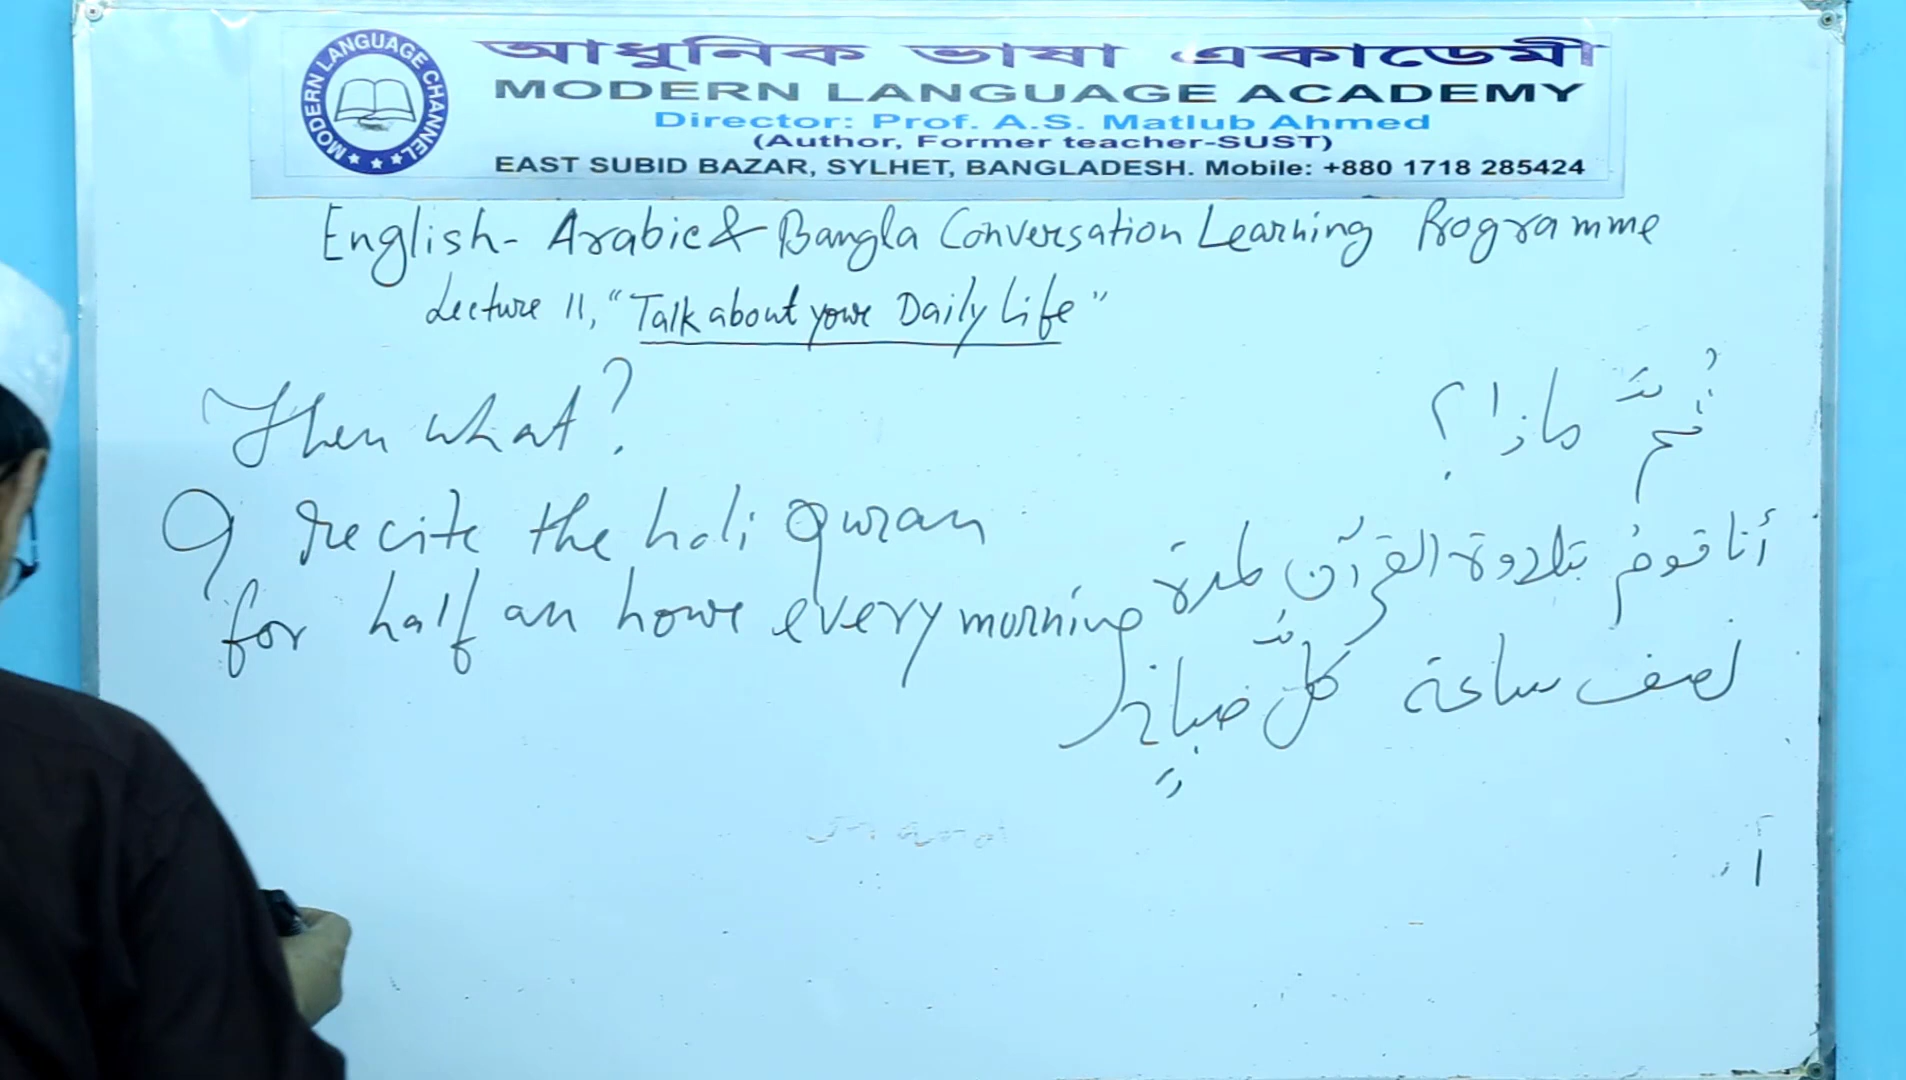 MODERN LANGUAGE CHANNEL
আধুনিক ভাষা একাডেমী
MODERN LANGUAGE ACADEMY
Director: Prof. A.S. Matlub Ahmed
(Author, Former teacher-SUST)
EAST SUBID BAZAR, SYLHET, BANGLADESH. Mobile: +880 1718 285424
English- Arabic & Bangla Conversation Learning Programme
Lecture 11, "Talk about your Daily Life"
Then what?
ثُمَّ ماذا؟
I recite the holi Quran
for half an hour every morning
أنا قومُ بتلاوة القرآنِ لمدة
نصف ساعة كلَّ صباحٍ